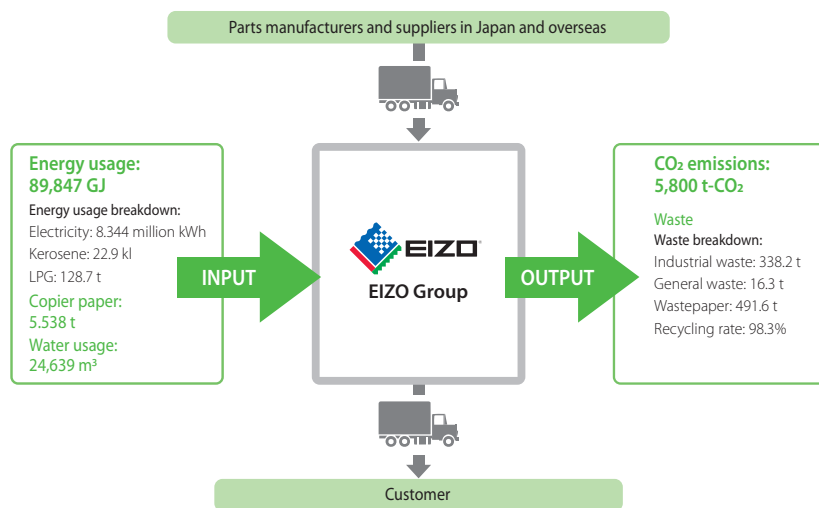 Parts manufacturers and suppliers in Japan and overseas
Energy usage:
89,847 GJ
Energy usage breakdown:
Electricity: 8.344 million kWh
Kerosene: 22.9 kl
LPG: 128.7 t
Copier paper:
5.538 t
Water usage:
24,639 m³
INPUT
EIZO
EIZO Group
OUTPUT
CO₂ emissions:
5,800 t-CO₂
Waste
Waste breakdown:
Industrial waste: 338.2 t
General waste: 16.3 t
Wastepaper: 491.6 t
Recycling rate: 98.3%
Customer